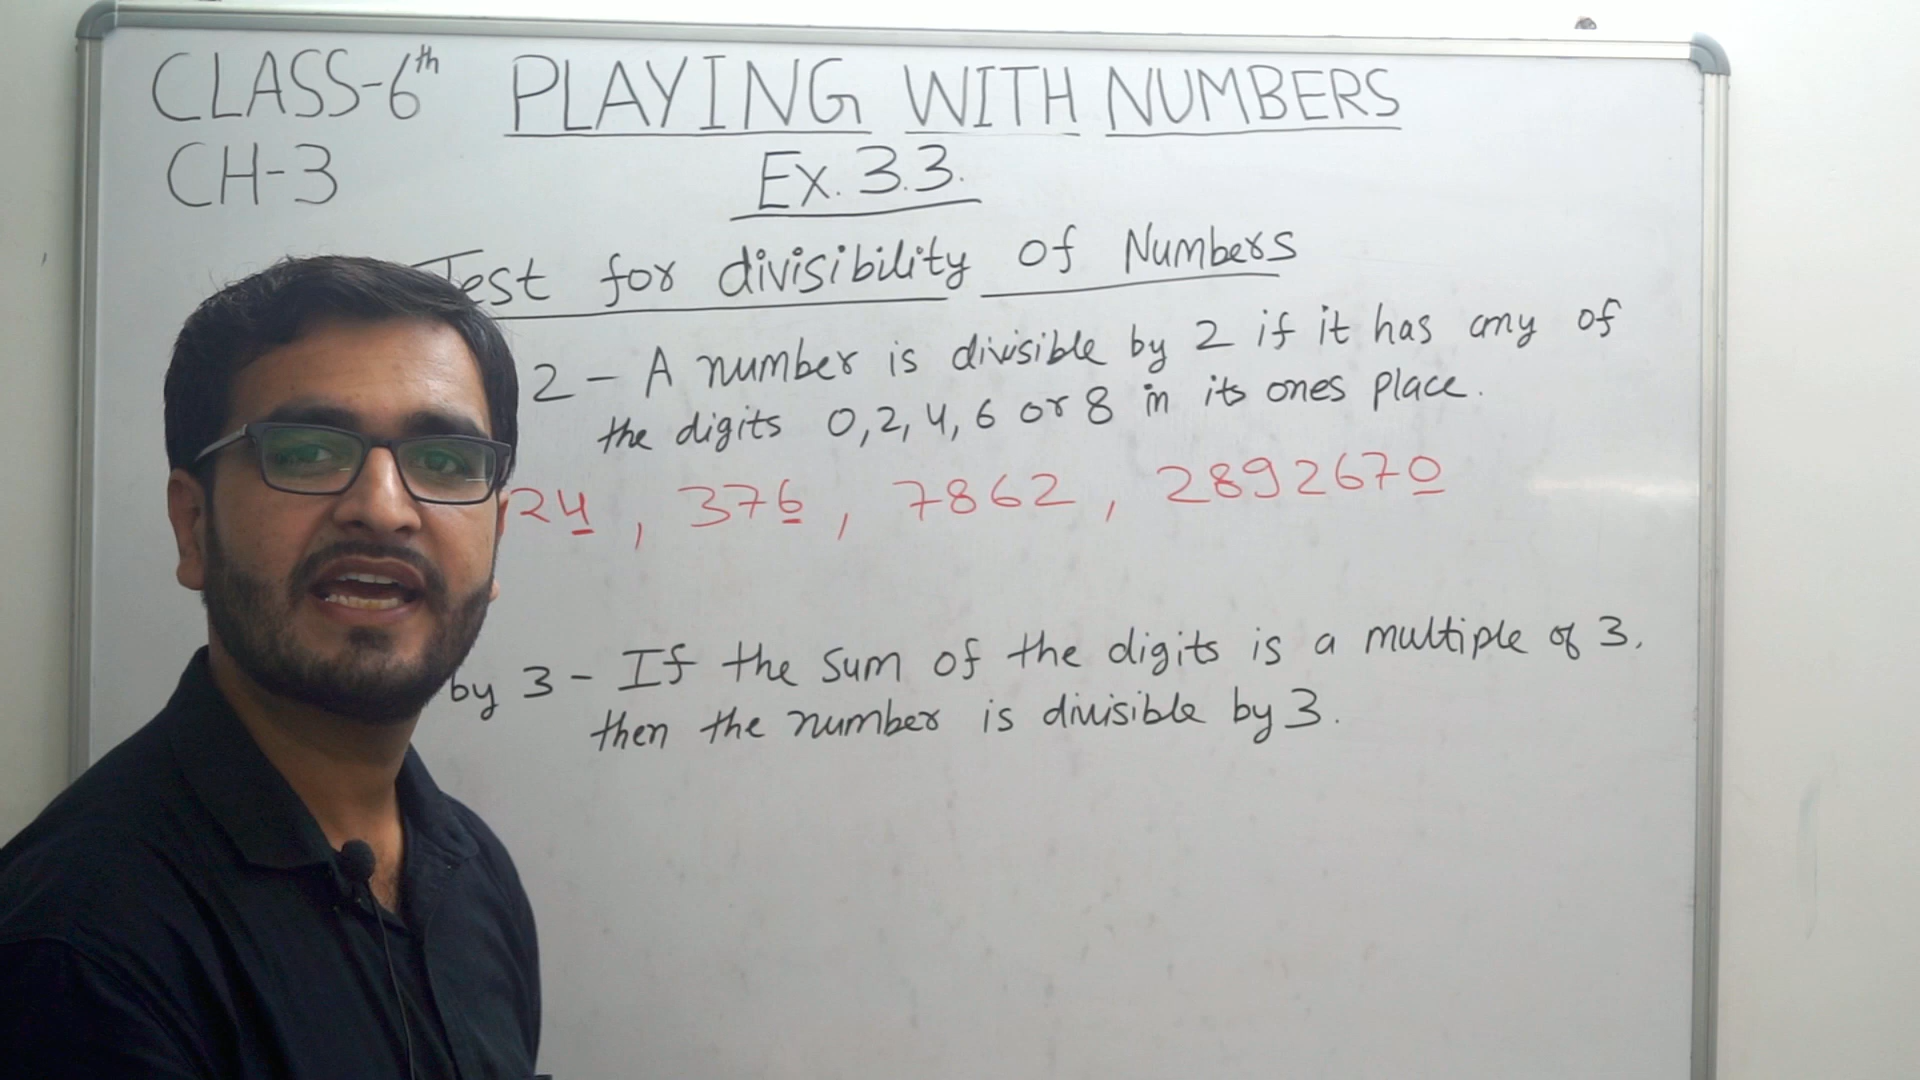 CLASS-6th PLAYING WITH NUMBERS
CH-3 Ex. 3.3.
Test for divisibility of Numbers
2 - A number is divisible by 2 if it has any of
the digits 0, 2, 4, 6 or 8 in its ones place.
24, 376, 7862, 2892670
by 3 - If the sum of the digits is a multiple of 3.
then the number is divisible by 3.